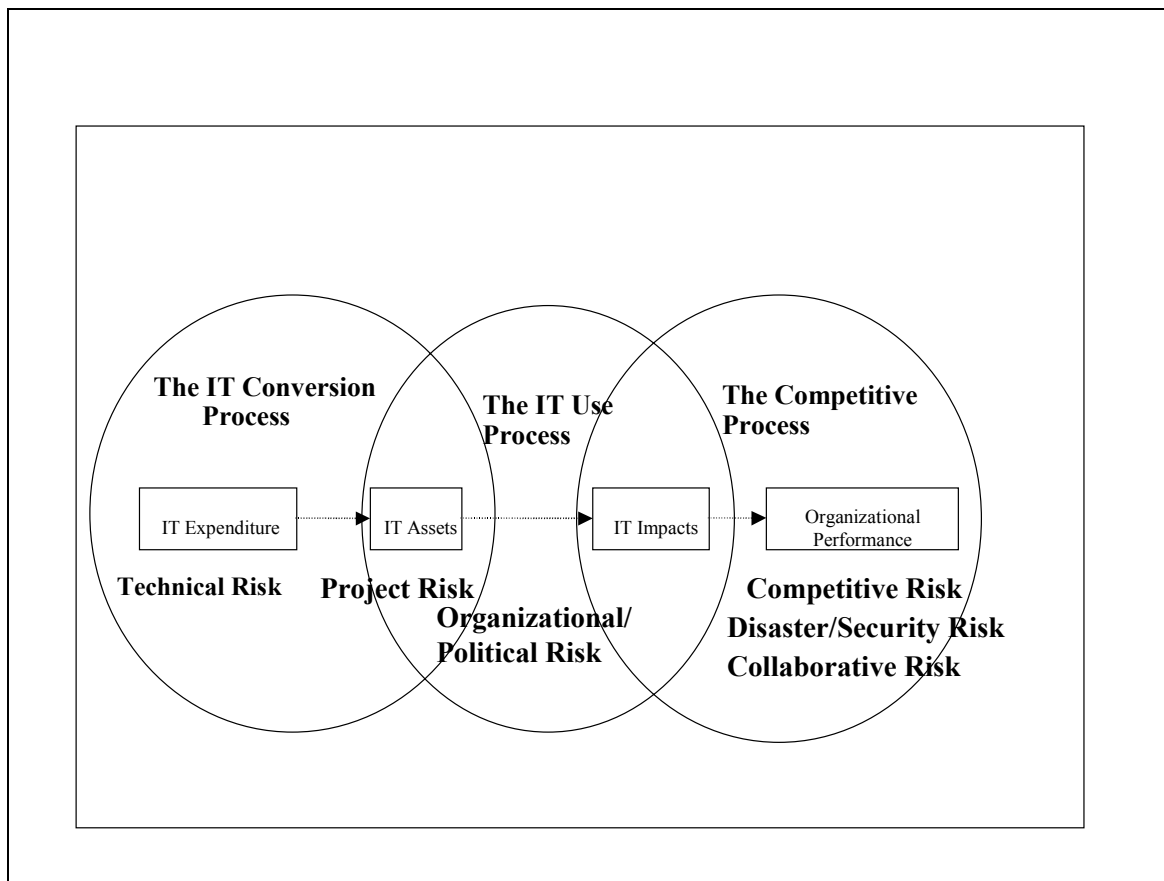 The IT Conversion
Process
The IT Use
Process
The Competitive
Process
IT Expenditure
IT Assets
IT Impacts
Organizational
Performance
Technical Risk
Project Risk
Organizational/
Political Risk
Competitive Risk
Disaster/Security Risk
Collaborative Risk